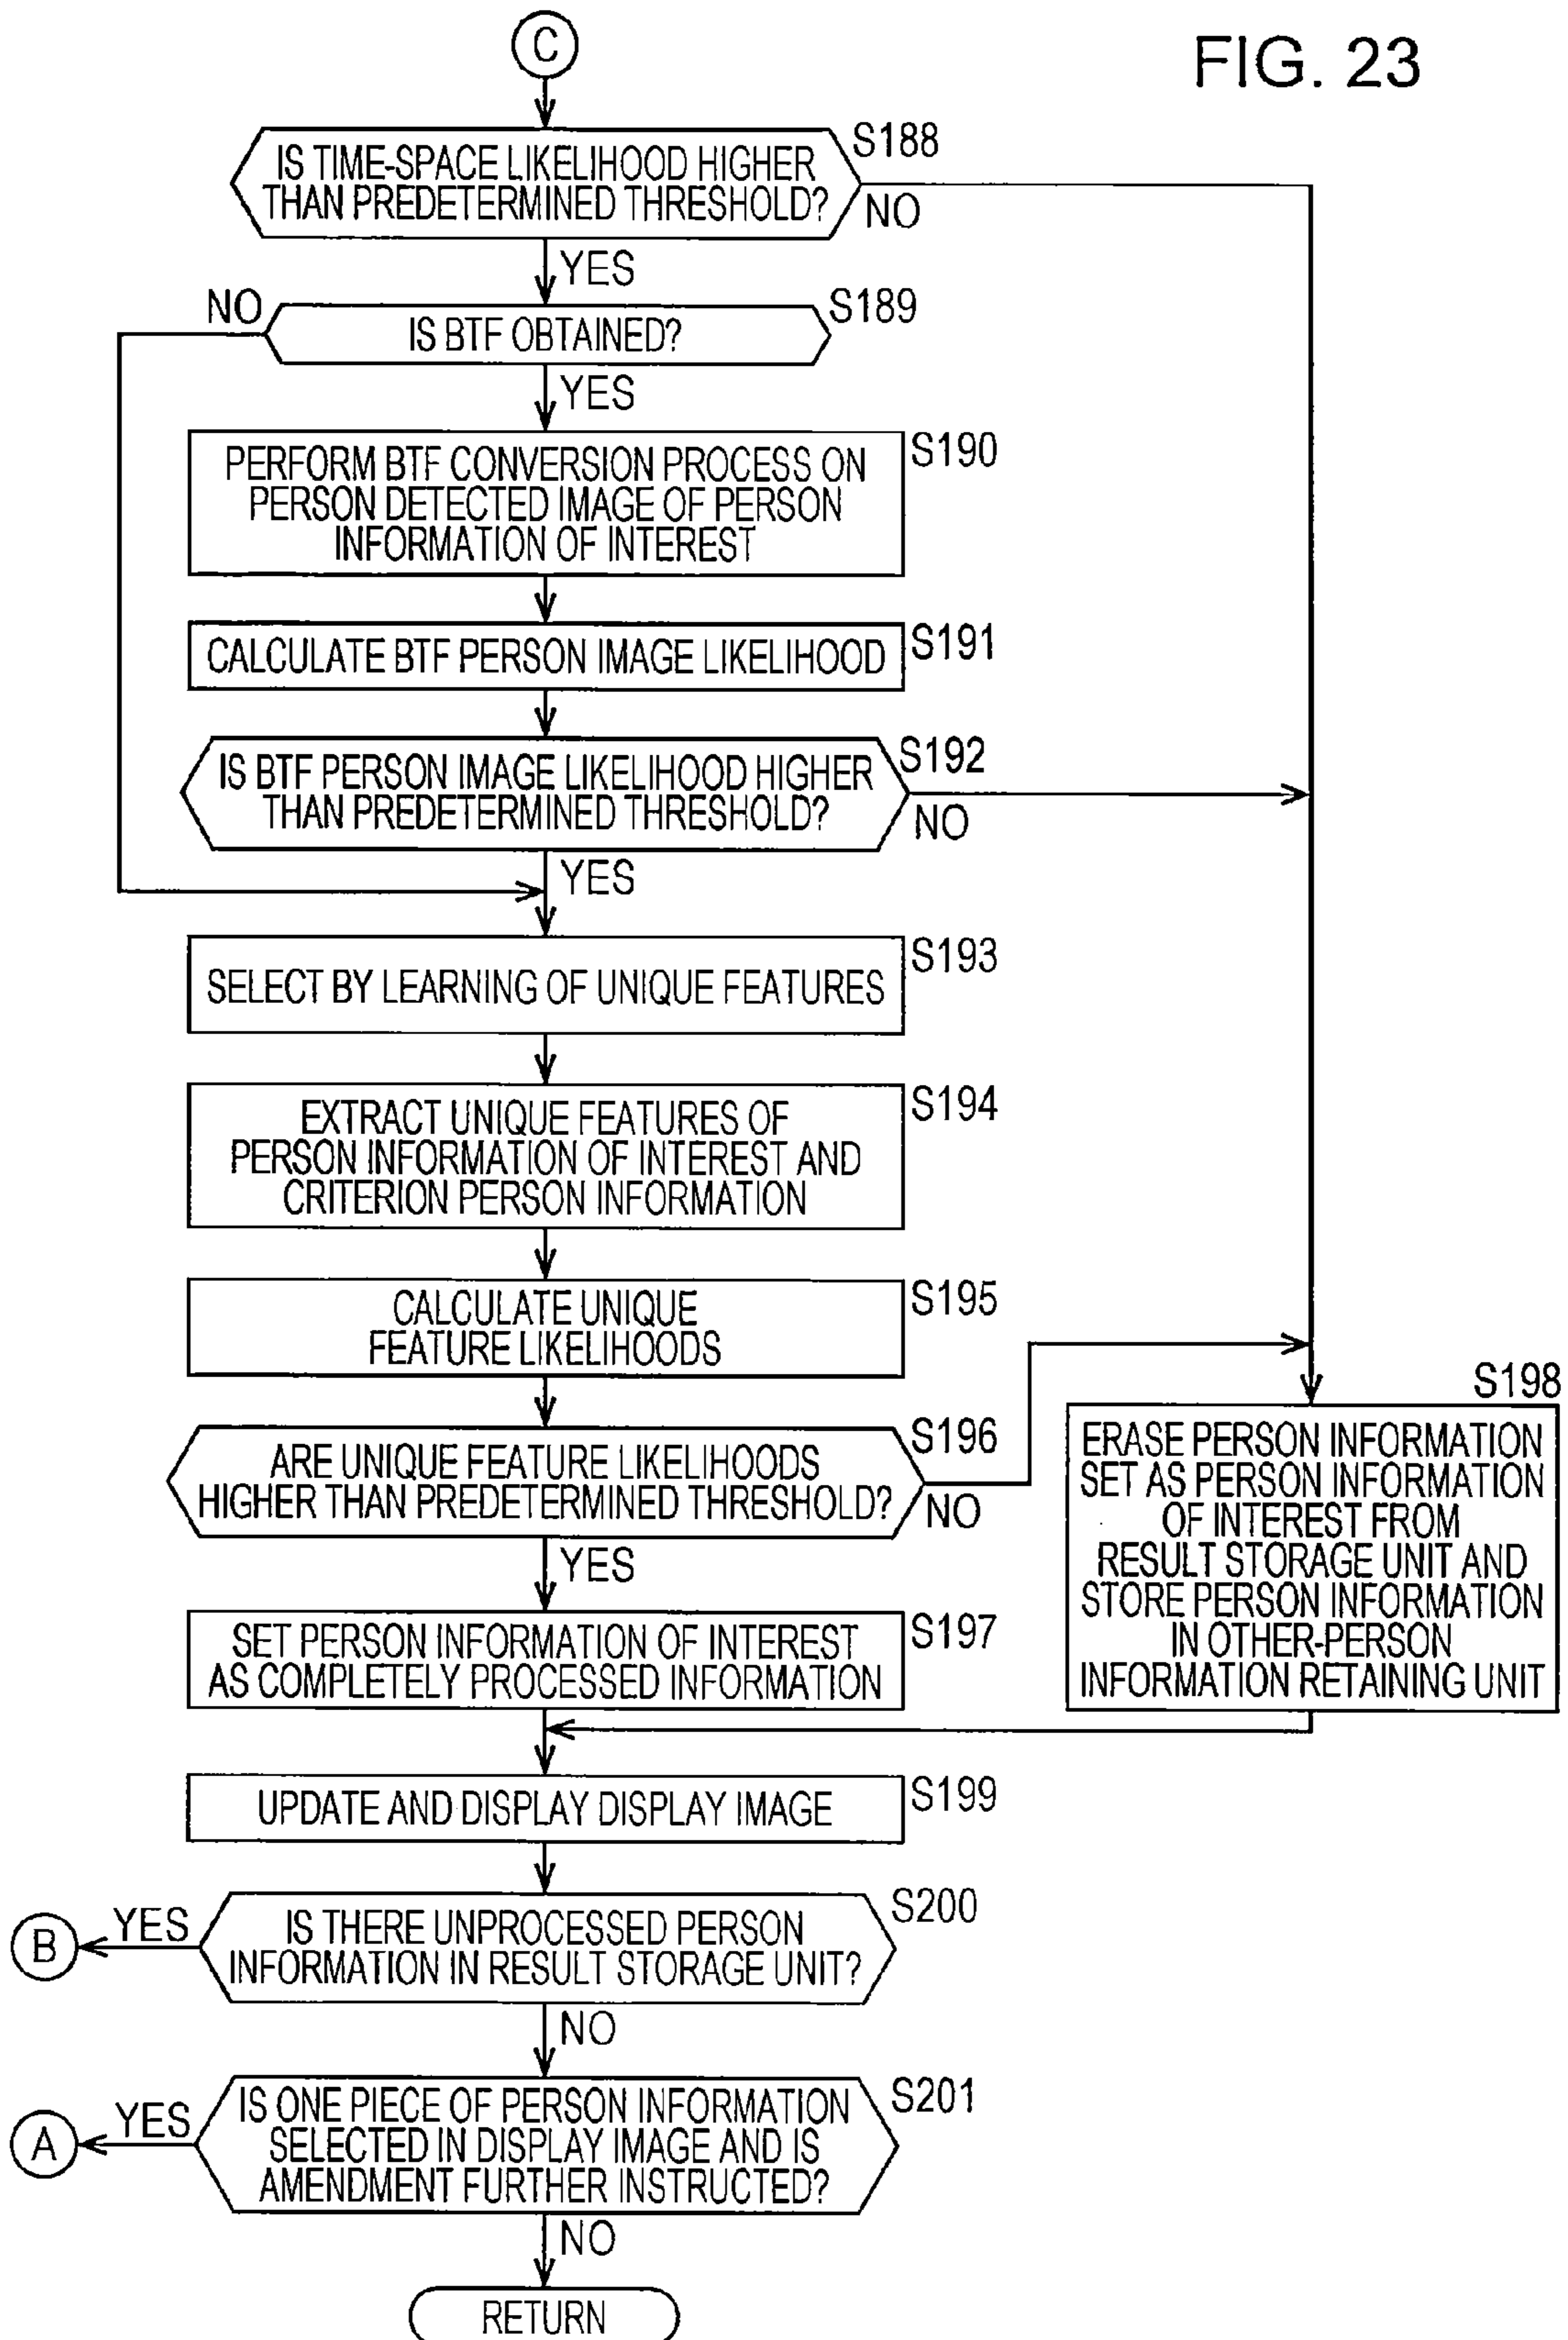 C
FIG. 23
S188
IS TIME-SPACE LIKELIHOOD HIGHER
THAN PREDETERMINED THRESHOLD?
NO
YES
S189
NO
IS BTF OBTAINED?
YES
S190
PERFORM BTF CONVERSION PROCESS ON
PERSON DETECTED IMAGE OF PERSON
INFORMATION OF INTEREST
S191
CALCULATE BTF PERSON IMAGE LIKELIHOOD
S192
IS BTF PERSON IMAGE LIKELIHOOD HIGHER
THAN PREDETERMINED THRESHOLD?
NO
YES
S193
SELECT BY LEARNING OF UNIQUE FEATURES
S194
EXTRACT UNIQUE FEATURES OF
PERSON INFORMATION OF INTEREST AND
CRITERION PERSON INFORMATION
S195
CALCULATE UNIQUE
FEATURE LIKELIHOODS
S196
ARE UNIQUE FEATURE LIKELIHOODS
HIGHER THAN PREDETERMINED THRESHOLD?
NO
YES
S197
SET PERSON INFORMATION OF INTEREST
AS COMPLETELY PROCESSED INFORMATION
S198
ERASE PERSON INFORMATION
SET AS PERSON INFORMATION
OF INTEREST FROM
RESULT STORAGE UNIT AND
STORE PERSON INFORMATION
IN OTHER-PERSON
INFORMATION RETAINING UNIT
S199
UPDATE AND DISPLAY DISPLAY IMAGE
S200
IS THERE UNPROCESSED PERSON
INFORMATION IN RESULT STORAGE UNIT?
YES
B
NO
S201
IS ONE PIECE OF PERSON INFORMATION
SELECTED IN DISPLAY IMAGE AND IS
AMENDMENT FURTHER INSTRUCTED?
YES
A
NO
RETURN